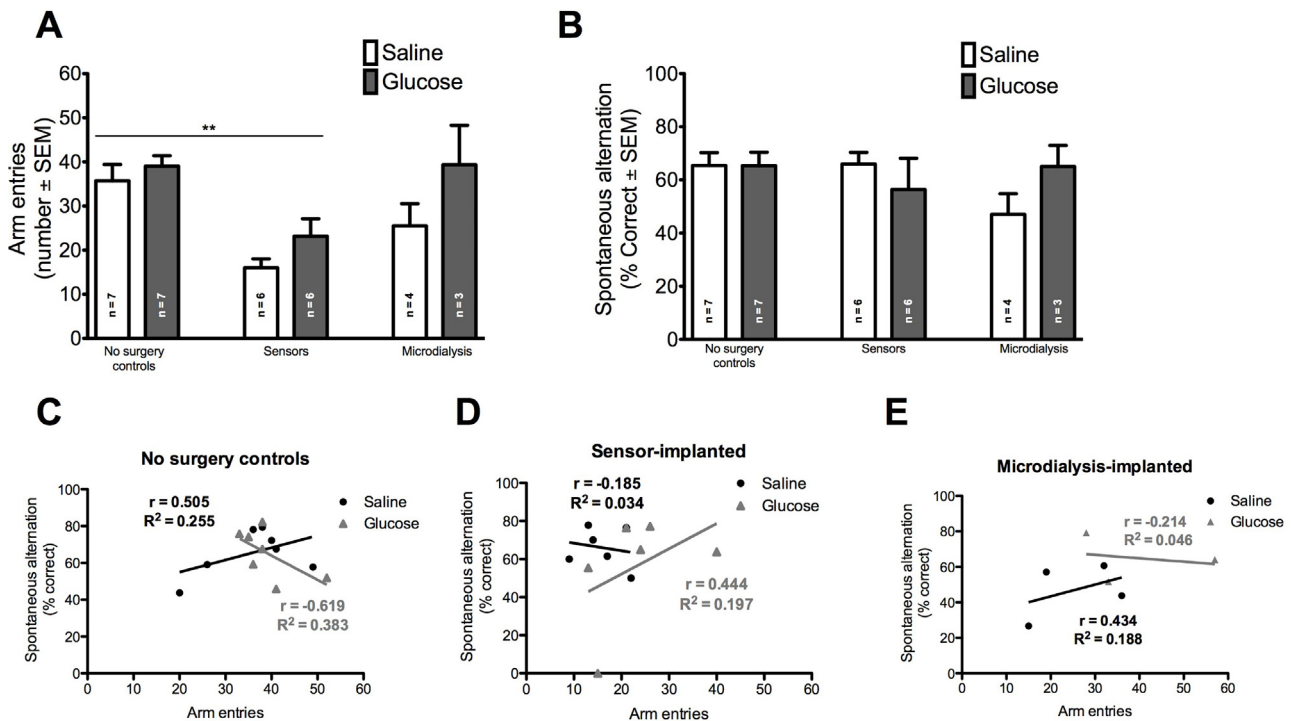 A
Saline
Glucose
Arm entries
(number ± SEM)
60
50
40
30
20
10
0
**
n = 7
n = 7
n = 6
n = 6
n = 4
n = 3
No surgery
controls
Sensors
Microdialysis
B
Saline
Glucose
Spontaneous alternation
(% Correct ± SEM)
100
80
60
40
20
0
n = 7
n = 7
n = 6
n = 6
n = 4
n = 3
No surgery
controls
Sensors
Microdialysis
C
No surgery controls
Spontaneous alternation
(% correct)
100
80
60
40
20
0
r = 0.505
R² = 0.255
Saline
Glucose
r = -0.619
R² = 0.383
0 10 20 30 40 50 60
Arm entries
D
Sensor-implanted
Spontaneous alternation
(% correct)
100
80
60
40
20
0
r = -0.185
R² = 0.034
Saline
Glucose
r = 0.444
R² = 0.197
0 10 20 30 40 50 60
Arm entries
E
Microdialysis-implanted
Spontaneous alternation
(% correct)
100
80
60
40
20
0
Saline
Glucose
r = -0.214
R² = 0.046
r = 0.434
R² = 0.188
0 10 20 30 40 50 60
Arm entries